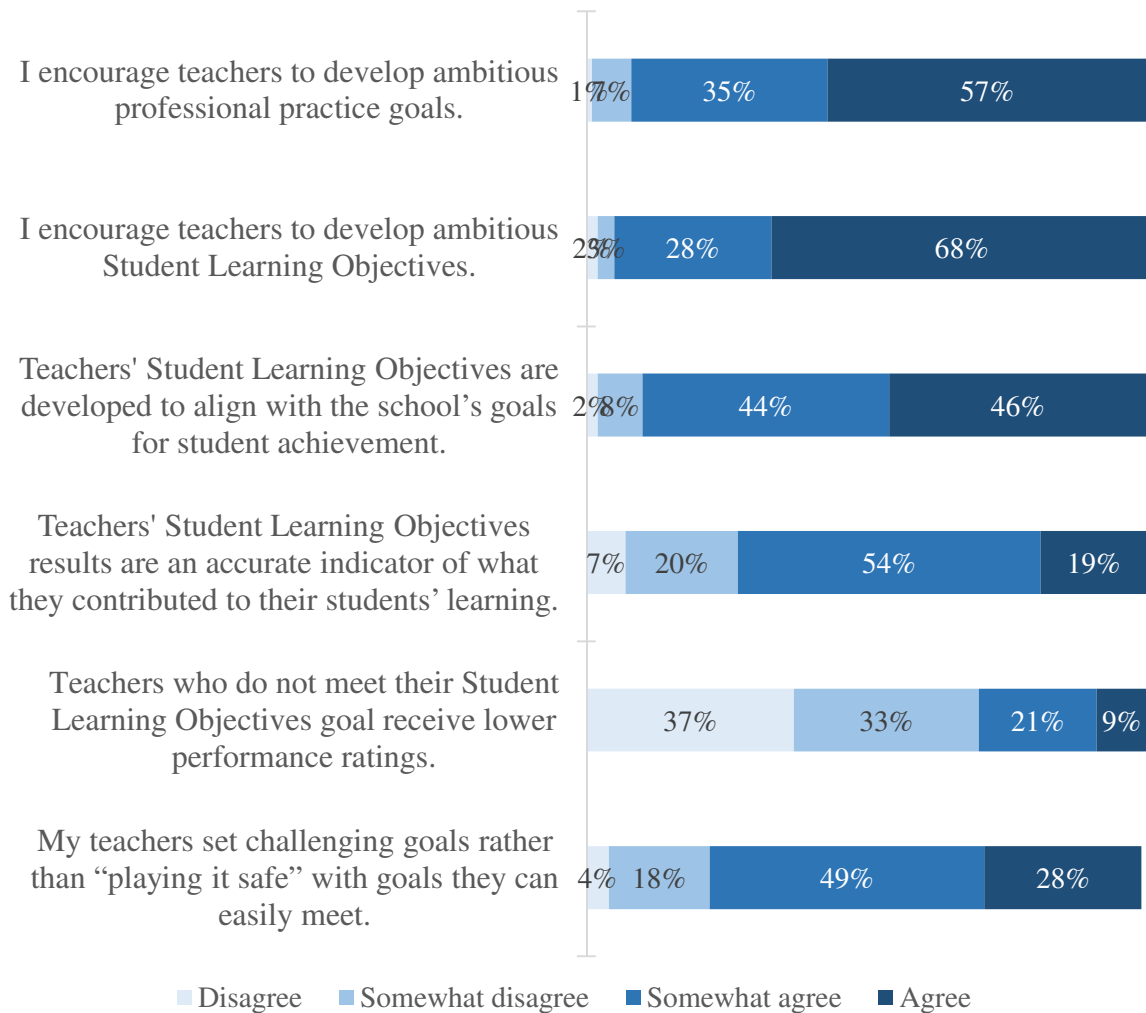 I encourage teachers to develop ambitious
professional practice goals.
1% 7% 35% 57%
I encourage teachers to develop ambitious
Student Learning Objectives.
2% 3% 28% 68%
Teachers' Student Learning Objectives are
developed to align with the school’s goals
for student achievement.
2% 8% 44% 46%
Teachers' Student Learning Objectives
results are an accurate indicator of what
they contributed to their students’ learning.
7% 20% 54% 19%
Teachers who do not meet their Student
Learning Objectives goal receive lower
performance ratings.
37% 33% 21% 9%
My teachers set challenging goals rather
than “playing it safe” with goals they can
easily meet.
4% 18% 49% 28%
Disagree Somewhat disagree Somewhat agree Agree